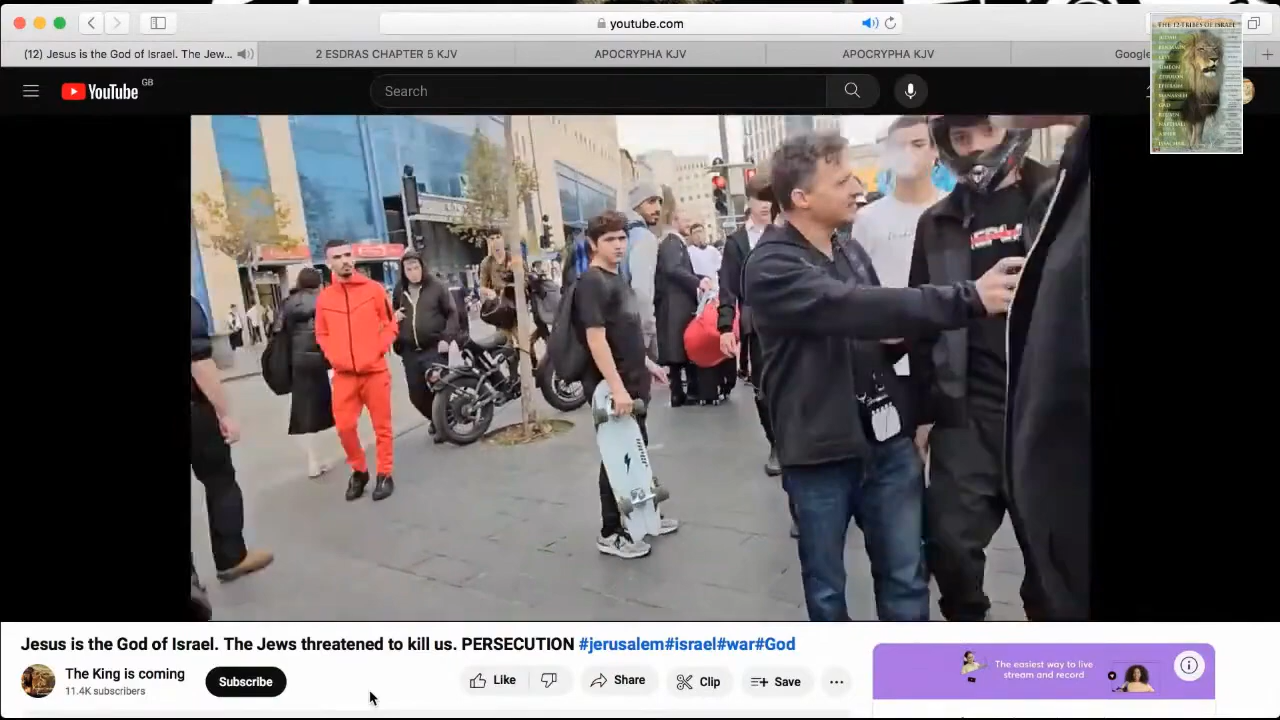 youtube.com
(12) Jesus is the God of Israel. The Jew...
2 ESDRAS CHAPTER 5 KJV
APOCRYPHA KJV
APOCRYPHA KJV
Google
THE 12 TRIBES OF ISRAEL
YouTube GB
Search
Jesus is the God of Israel. The Jews threatened to kill us. PERSECUTION #jerusalem#israel#war#God
The King is coming
11.4K subscribers
Subscribe
Like
Share
Clip
Save
The easiest way to live
stream and record